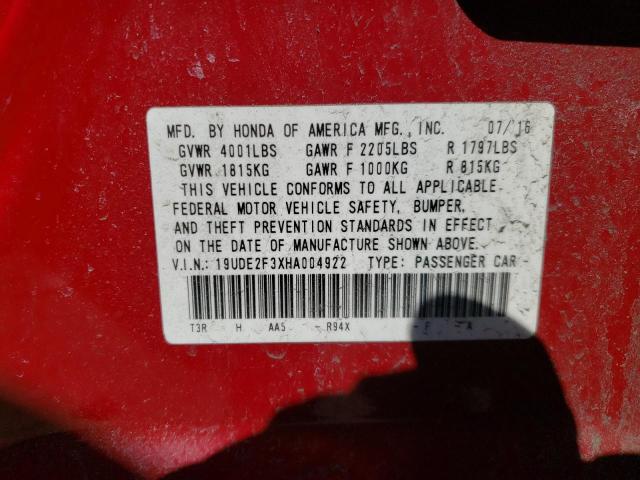 MFD. BY HONDA OF AMERICA MFG., INC. 07/16
GVWR 4001LBS GAWR F 2205LBS R 1797LBS
GVWR 1815KG GAWR F 1000KG R 815KG
THIS VEHICLE CONFORMS TO ALL APPLICABLE
FEDERAL MOTOR VEHICLE SAFETY, BUMPER,
AND THEFT PREVENTION STANDARDS IN EFFECT
ON THE DATE OF MANUFACTURE SHOWN ABOVE.
V.I.N.: 19UDE2F3XHA004922 TYPE: PASSENGER CAR
T3R H AA5 - R94X - F A